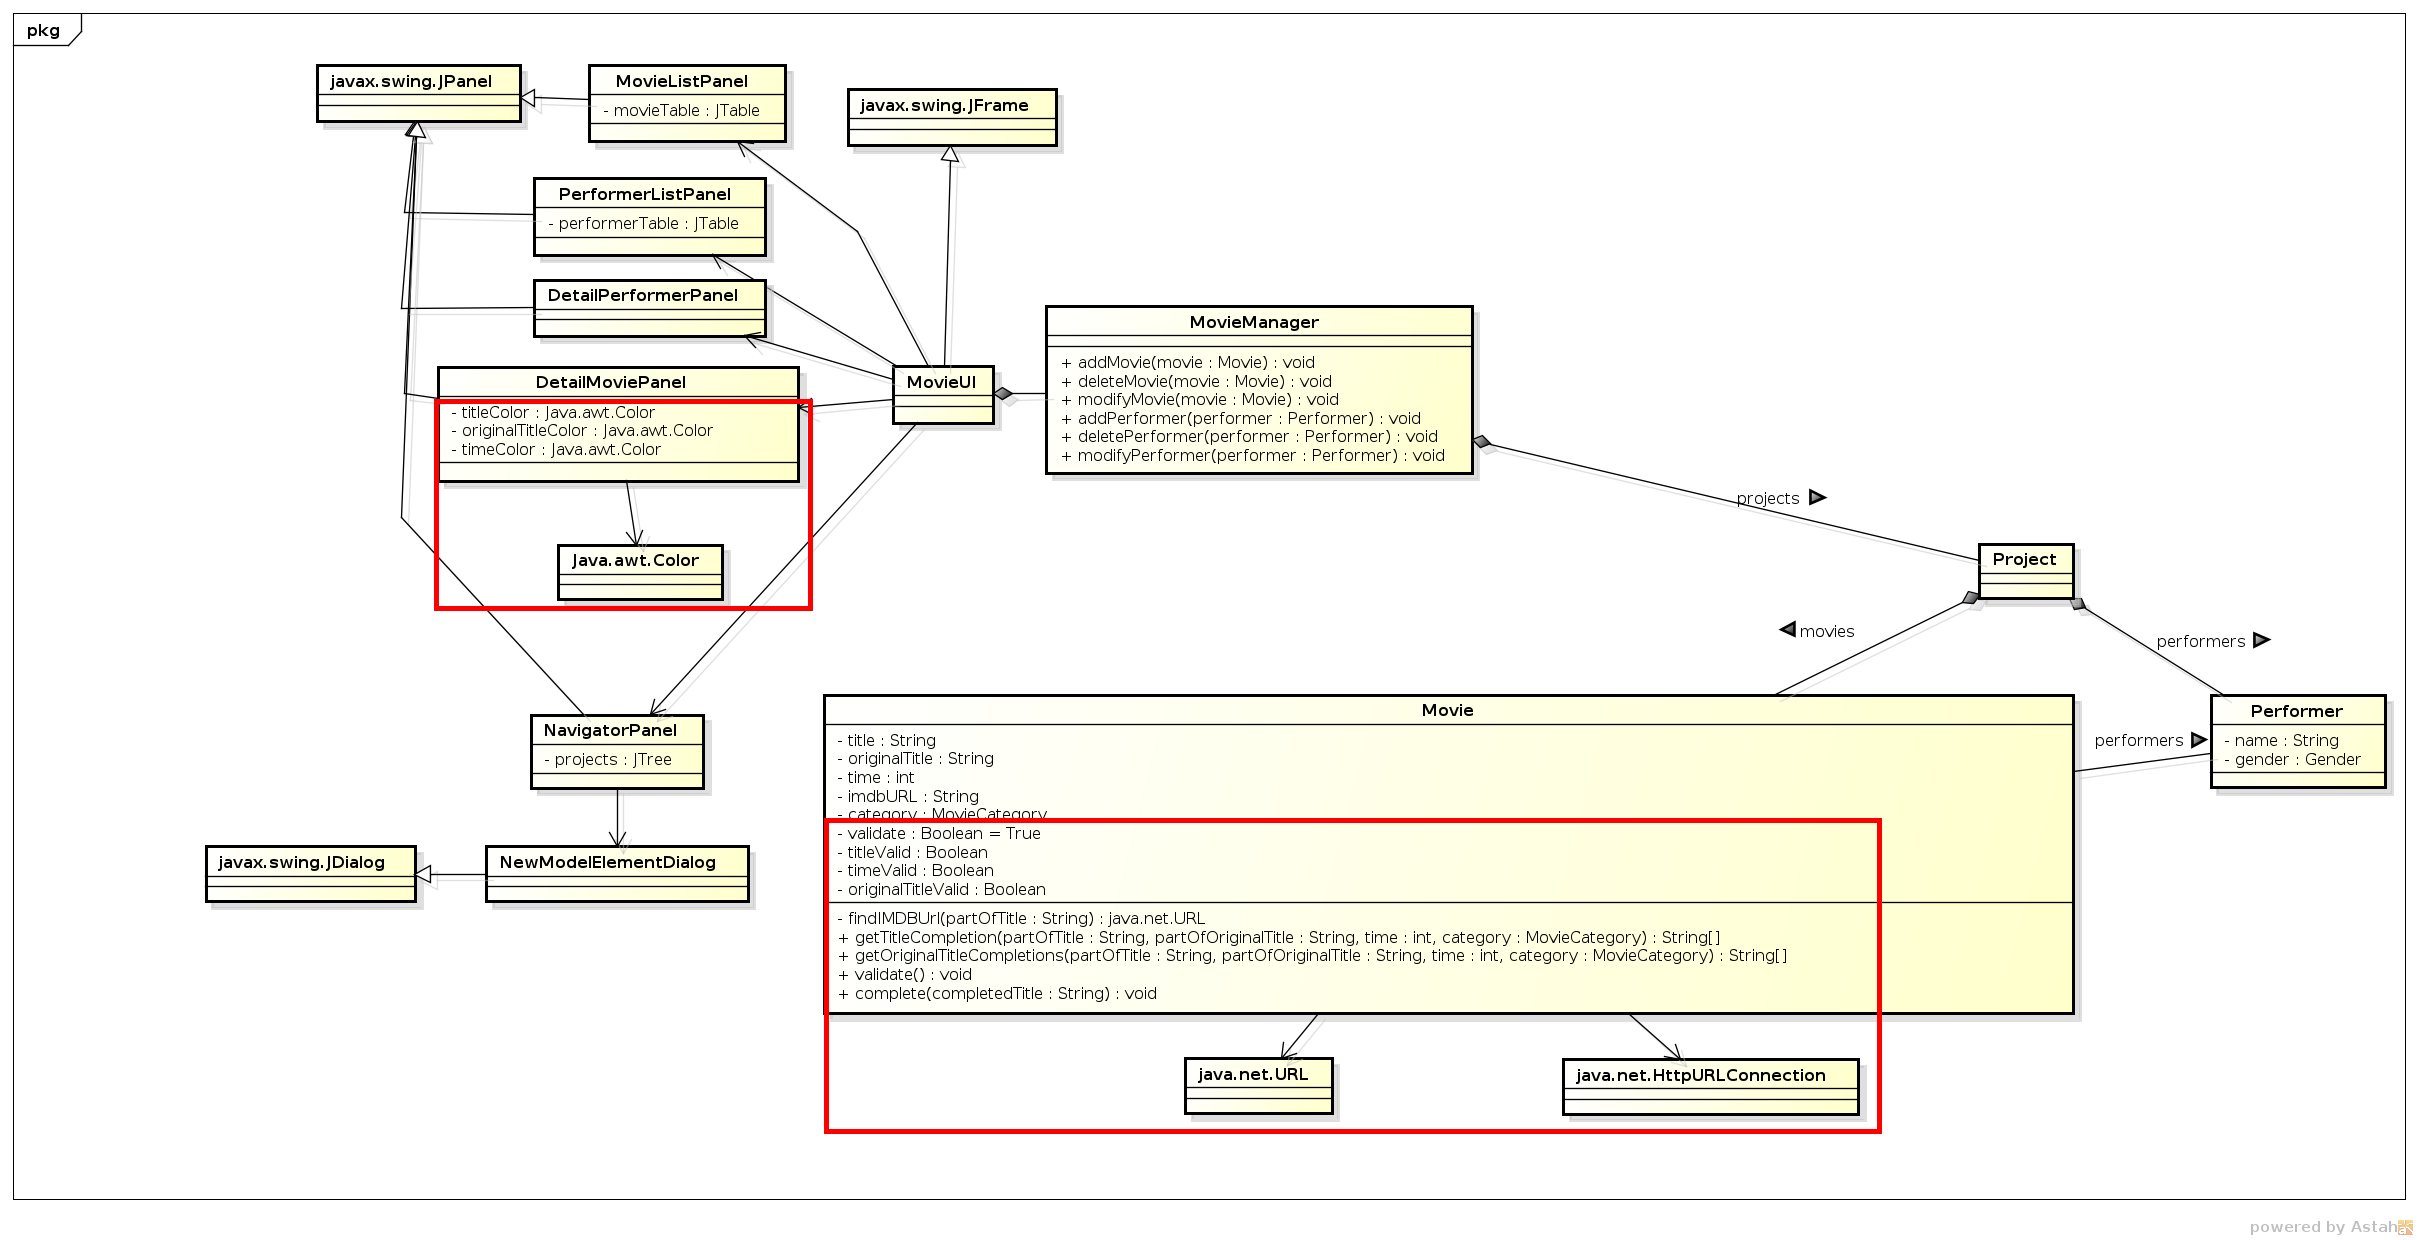 pkg
javax.swing.JPanel
MovieListPanel
- movieTable : JTable
javax.swing.JFrame
PerformerListPanel
- performerTable : JTable
DetailPerformerPanel
DetailMoviePanel
- titleColor : Java.awt.Color
- originalTitleColor : Java.awt.Color
- timeColor : Java.awt.Color
Java.awt.Color
MovieUI
MovieManager
+ addMovie(movie : Movie) : void
+ deleteMovie(movie : Movie) : void
+ modifyMovie(movie : Movie) : void
+ addPerformer(performer : Performer) : void
+ deletePerformer(performer : Performer) : void
+ modifyPerformer(performer : Performer) : void
projects
Project
movies
performers
NavigatorPanel
- projects : JTree
javax.swing.JDialog
NewModelElementDialog
Movie
- title : String
- originalTitle : String
- time : int
- imdbURL : String
- category : MovieCategory
- validate : Boolean = True
- titleValid : Boolean
- timeValid : Boolean
- originalTitleValid : Boolean
- findIMDBUrl(partOfTitle : String) : java.net.URL
+ getTitleCompletion(partOfTitle : String, partOfOriginalTitle : String, time : int, category : MovieCategory) : String[]
+ getOriginalTitleCompletions(partOfTitle : String, partOfOriginalTitle : String, time : int, category : MovieCategory) : String[]
+ validate() : void
+ complete(completedTitle : String) : void
performers
Performer
- name : String
- gender : Gender
java.net.URL
java.net.HttpURLConnection
powered by Astah